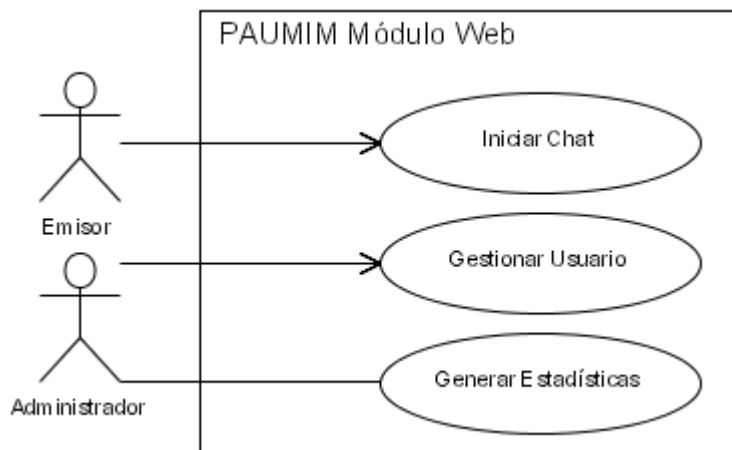 PAUMIM Módulo Web
Iniciar Chat
Emisor
Gestionar Usuario
Generar Estadísticas
Administrador